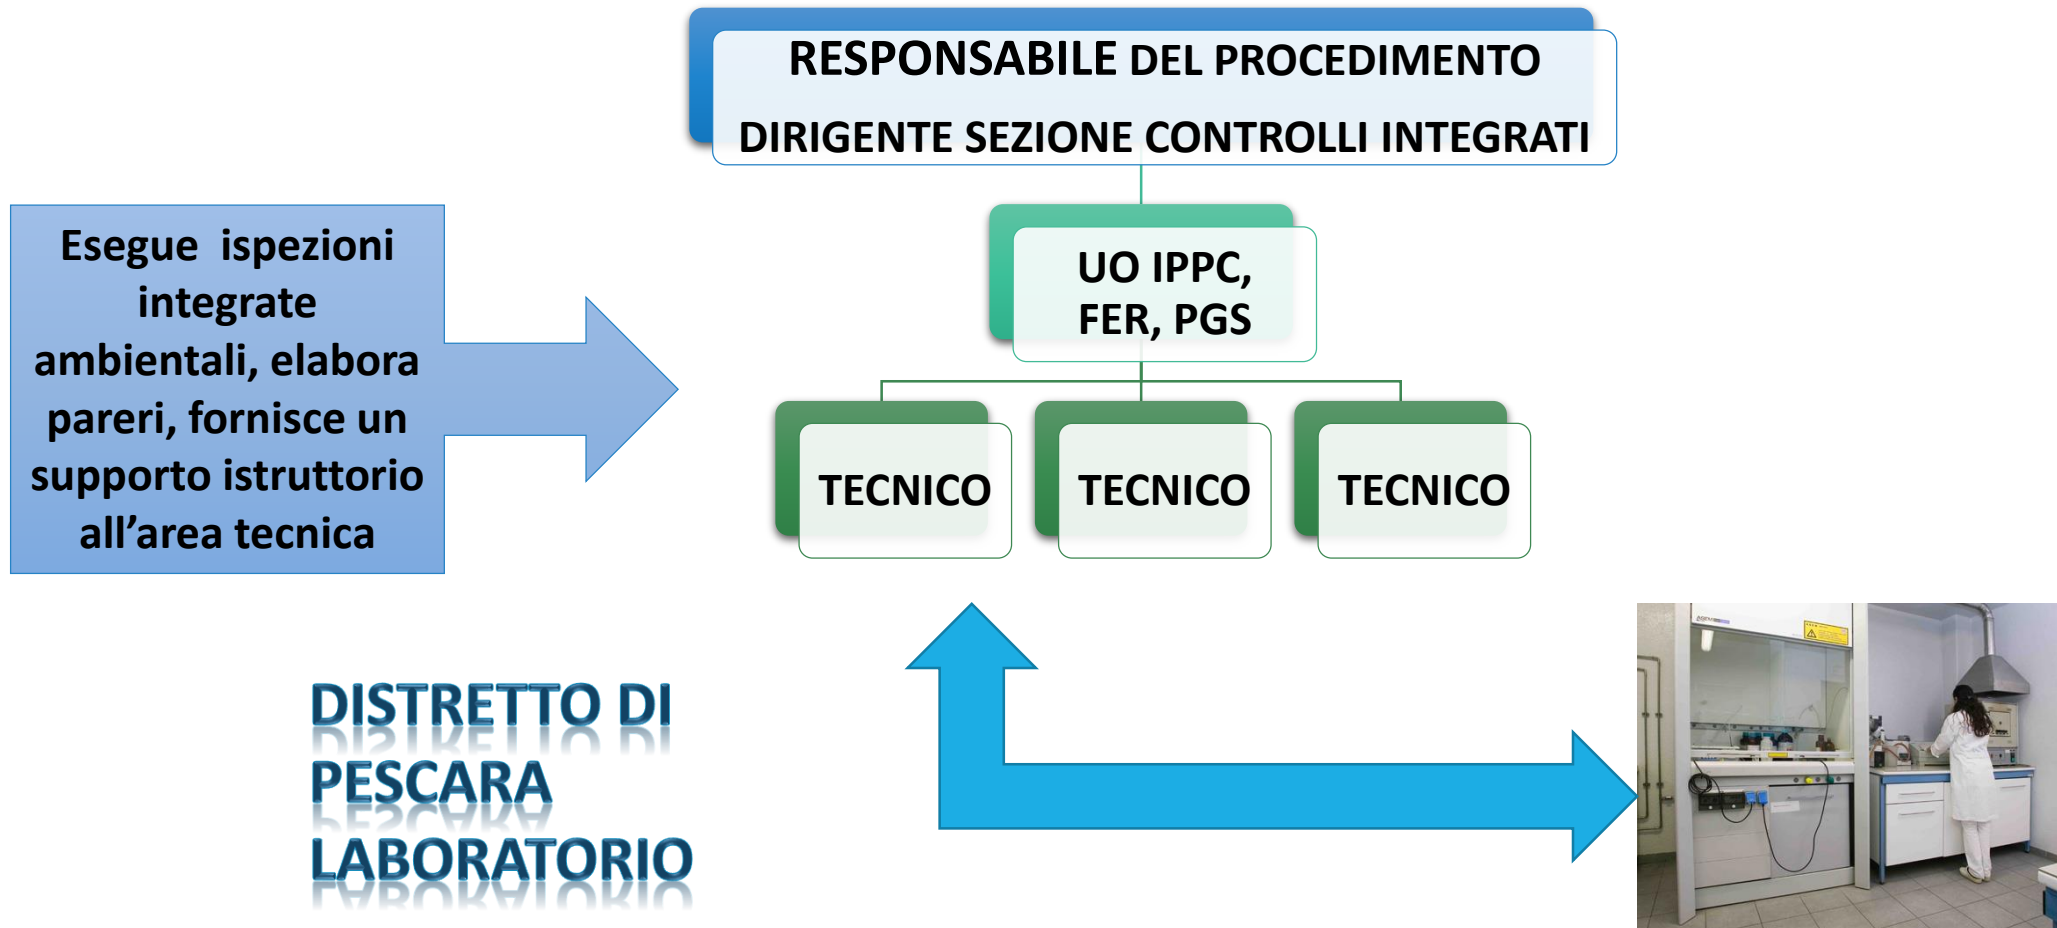 RESPONSABILE DEL PROCEDIMENTO
DIRIGENTE SEZIONE CONTROLLI INTEGRATI
Esegue ispezioni
integrate
ambientali, elabora
pareri, fornisce un
supporto istruttorio
all’area tecnica
UO IPPC,
FER, PGS
TECNICO
TECNICO
TECNICO
DISTRETTO DI
PESCARA
LABORATORIO